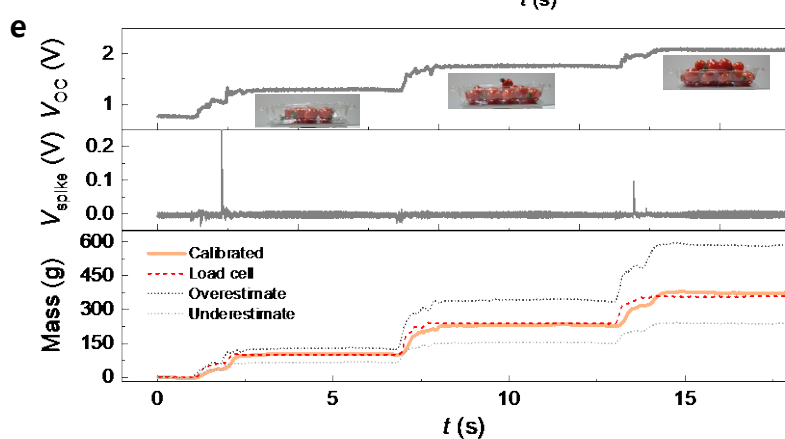 t (s)
e
2
1
V_OC (V)
0.2
0.1
0.0
V_spike (V)
600
450
300
150
0
Mass (g)
Calibrated
Load cell
Overestimate
Underestimate
0 5 10 15
t (s)